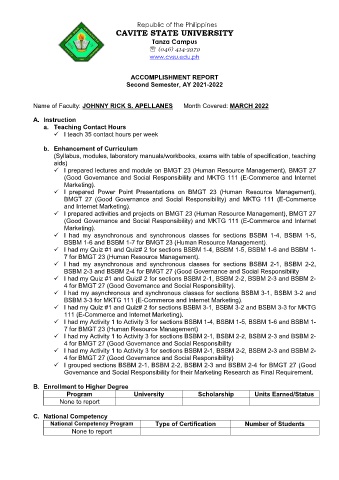 Republic of the Philippines
CAVITE STATE UNIVERSITY
Tanza Campus
☏ (046) 414-3979
www.cvsu.edu.ph
ACCOMPLISHMENT REPORT
Second Semester, AY 2021-2022
Name of Faculty: JOHNNY RICK S. APELLANES Month Covered: MARCH 2022
A. Instruction
a. Teaching Contact Hours
✓ I teach 35 contact hours per week
b. Enhancement of Curriculum
(Syllabus, modules, laboratory manuals/workbooks, exams with table of specification, teaching
aids)
✓ I prepared lectures and module on BMGT 23 (Human Resource Management), BMGT 27
(Good Governance and Social Responsibility and MKTG 111 (E-Commerce and Internet
Marketing).
✓ I prepared Power Point Presentations on BMGT 23 (Human Resource Management),
BMGT 27 (Good Governance and Social Responsibility) and MKTG 111 (E-Commerce
and Internet Marketing).
✓ I prepared activities and projects on BMGT 23 (Human Resource Management), BMGT 27
(Good Governance and Social Responsibility) and MKTG 111 (E-Commerce and Internet
Marketing).
✓ I had my asynchronous and synchronous classes for sections BSBM 1-4, BSBM 1-5,
BSBM 1-6 and BSBM 1-7 for BMGT 23 (Human Resource Management).
✓ I had my Quiz #1 and Quiz# 2 for sections BSBM 1-4, BSBM 1-5, BSBM 1-6 and BSBM 1-
7 for BMGT 23 (Human Resource Management).
✓ I had my asynchronous and synchronous classes for sections BSBM 2-1, BSBM 2-2,
BSBM 2-3 and BSBM 2-4 for BMGT 27 (Good Governance and Social Responsibility
✓ I had my Quiz #1 and Quiz# 2 for sections BSBM 2-1, BSBM 2-2, BSBM 2-3 and BSBM 2-
4 for BMGT 27 (Good Governance and Social Responsibility).
✓ I had my asynchronous and synchronous classes for sections BSBM 3-1, BSBM 3-2 and
BSBM 3-3 for MKTG 111 (E-Commerce and Internet Marketing).
✓ I had my Quiz #1 and Quiz# 2 for sections BSBM 3-1, BSBM 3-2 and BSBM 3-3 for MKTG
111 (E-Commerce and Internet Marketing).
✓ I had my Activity 1 to Activity 3 for sections BSBM 1-4, BSBM 1-5, BSBM 1-6 and BSBM 1-
7 for BMGT 23 (Human Resource Management)
✓ I had my Activity 1 to Activity 3 for sections BSBM 2-1, BSBM 2-2, BSBM 2-3 and BSBM 2-
4 for BMGT 27 (Good Governance and Social Responsibility
✓ I had my Activity 1 to Activity 3 for sections BSBM 2-1, BSBM 2-2, BSBM 2-3 and BSBM 2-
4 for BMGT 27 (Good Governance and Social Responsibility)
✓ I grouped sections BSBM 2-1, BSBM 2-2, BSBM 2-3 and BSBM 2-4 for BMGT 27 (Good
Governance and Social Responsibility for their Marketing Research as Final Requirement.
B. Enrollment to Higher Degree
Program University Scholarship Units Earned/Status
None to report
C. National Competency
National Competency Program Type of Certification Number of Students
None to report